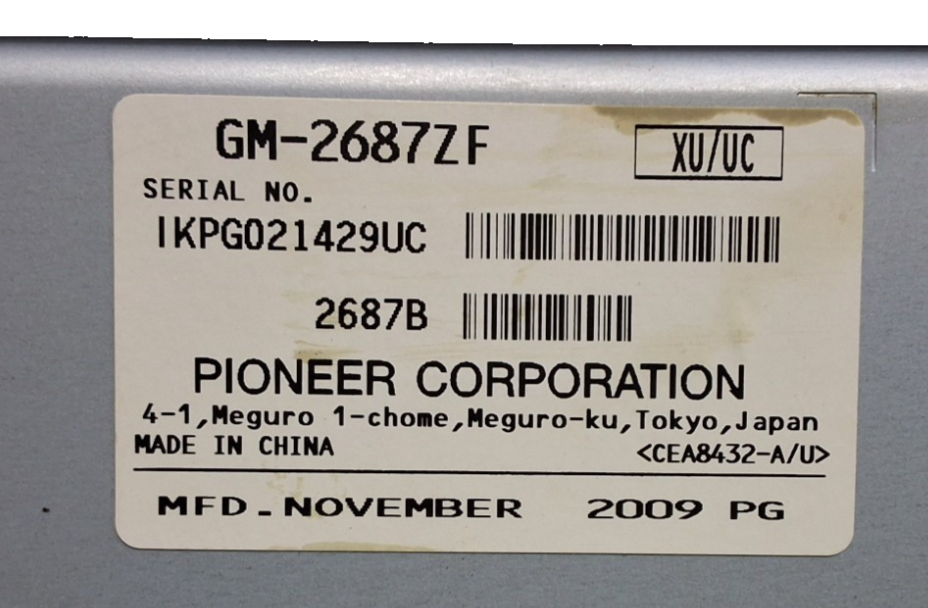 GM-2687ZF XU/UC
SERIAL NO.
IKPG021429UC
2687B
PIONEER CORPORATION
4-1,Meguro 1-chome,Meguro-ku,Tokyo,Japan
MADE IN CHINA <CEA8432-A/U>
MFD. NOVEMBER 2009 PG